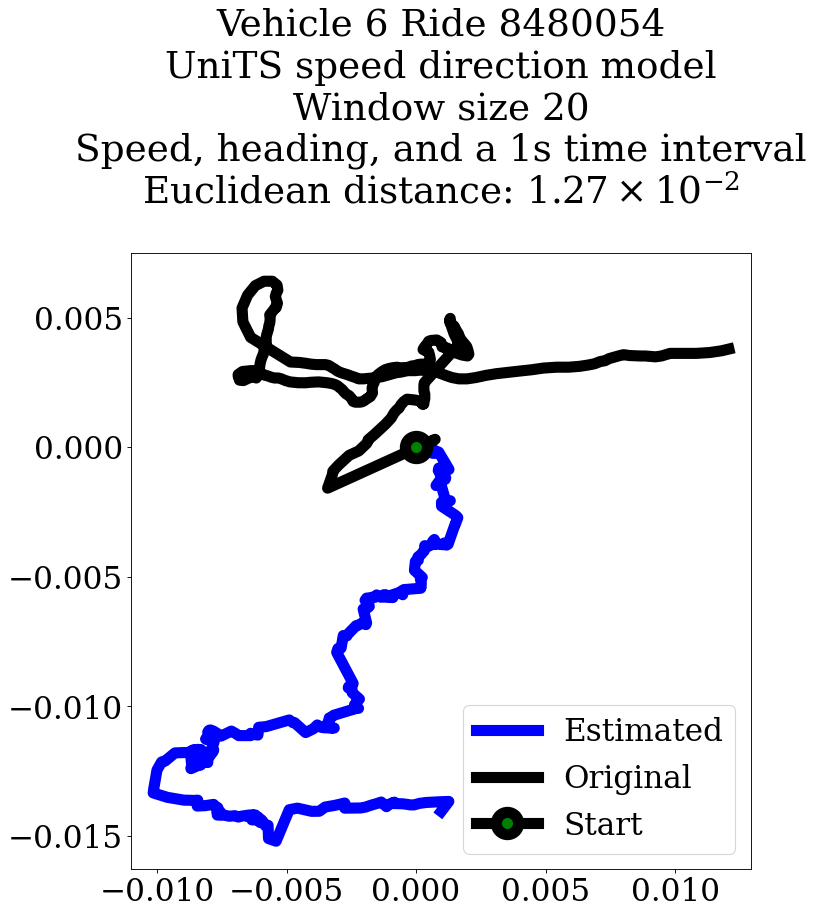 Vehicle 6 Ride 8480054
UniTS speed direction model
Window size 20
Speed, heading, and a 1s time interval
Euclidean distance: 1.27 × 10⁻²
0.005
0.000
−0.005
−0.010
−0.015
Estimated
Original
Start
−0.010 −0.005 0.000 0.005 0.010